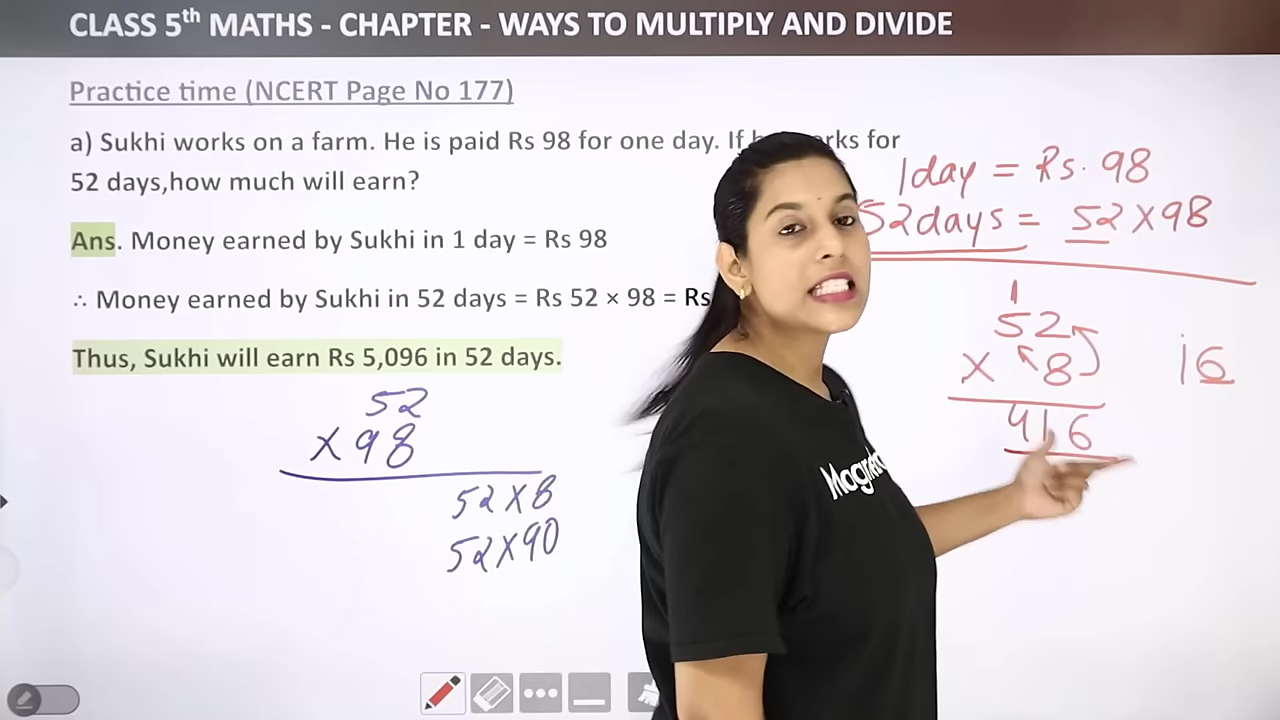 CLASS 5th MATHS - CHAPTER - WAYS TO MULTIPLY AND DIVIDE
Practice time (NCERT Page No 177)
a) Sukhi works on a farm. He is paid Rs 98 for one day. If for
52 days,how much will earn?
Ans. Money earned by Sukhi in 1 day = Rs 98
∴ Money earned by Sukhi in 52 days = Rs 52 × 98 = Rs
Thus, Sukhi will earn Rs 5,096 in 52 days.
52
× 98
52 × 8
52 × 90
1 day = Rs. 98
52 days = 52 × 98
1
52
× 8
416
16